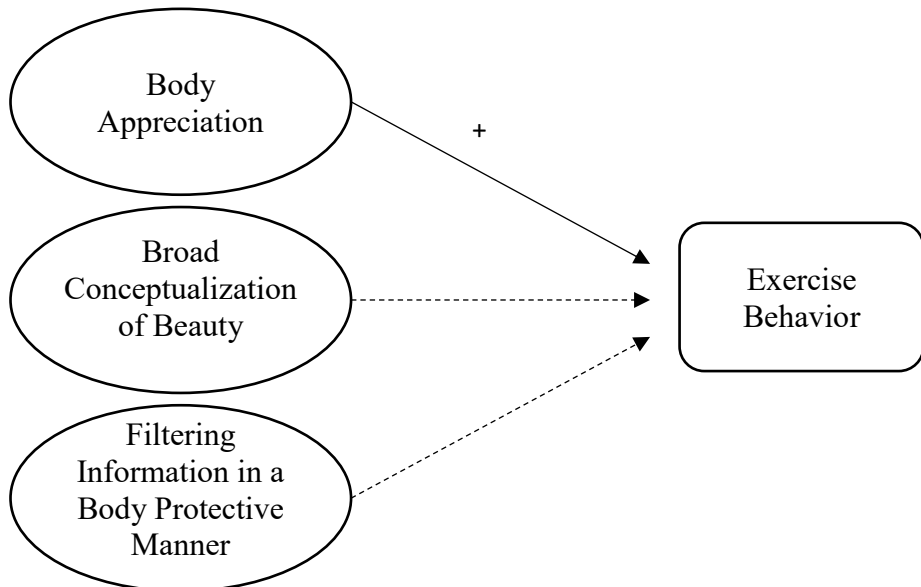 Body
Appreciation
+
Broad
Conceptualization
of Beauty
Exercise
Behavior
Filtering
Information in a
Body Protective
Manner